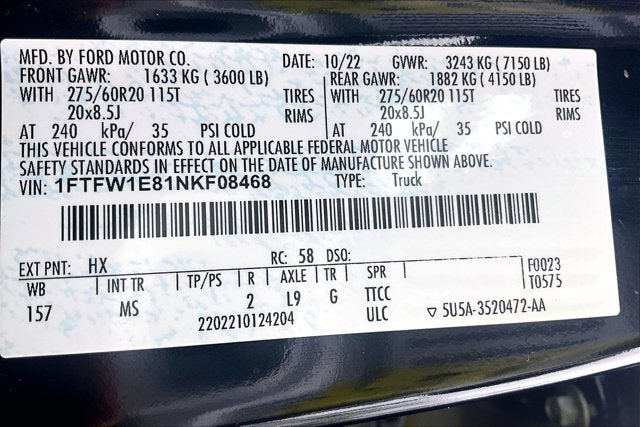 MFD. BY FORD MOTOR CO. DATE: 10/22 GVWR: 3243 KG ( 7150 LB)
FRONT GAWR: 1633 KG ( 3600 LB) REAR GAWR: 1882 KG ( 4150 LB)
WITH 275/60R20 115T TIRES WITH 275/60R20 115T TIRES
20x8.5J RIMS 20x8.5J RIMS
AT 240 kPa/ 35 PSI COLD AT 240 kPa/ 35 PSI COLD
THIS VEHICLE CONFORMS TO ALL APPLICABLE FEDERAL MOTOR VEHICLE
SAFETY STANDARDS IN EFFECT ON THE DATE OF MANUFACTURE SHOWN ABOVE.
VIN: 1FTFW1E81NKF08468 TYPE: Truck
EXT PNT: HX RC: 58 DSO: F0023
WB INT TR TP/PS R AXLE TR SPR T0575
157 MS 2 L9 G TTCC
2202210124204 ULC ▽ 5U5A-3520472-AA